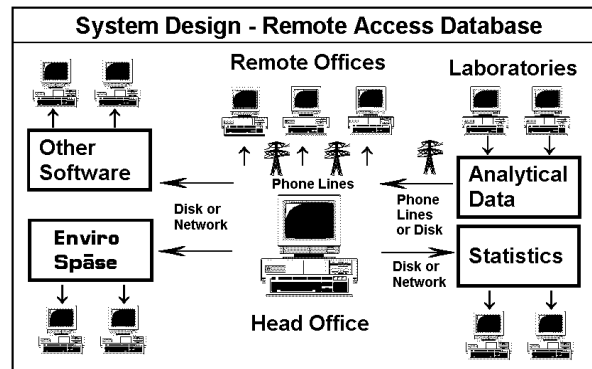 System Design - Remote Access Database
Remote Offices
Laboratories
Other
Software
Phone Lines
Analytical
Data
Disk or
Network
Phone
Lines
or Disk
Enviro
Spāse
Statistics
Disk or
Network
Head Office